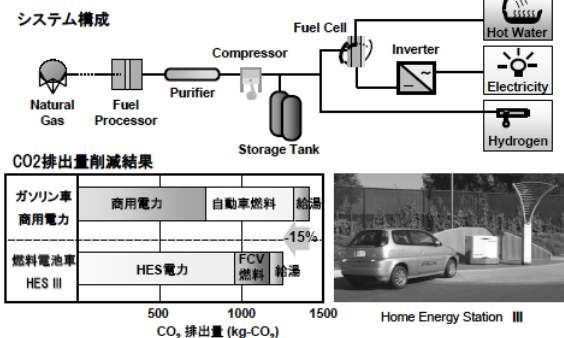 システム構成
Natural
Gas
Fuel
Processor
Purifier
Compressor
Storage Tank
Fuel Cell
Inverter
Hot Water
Electricity
Hydrogen
CO2排出量削減結果
ガソリン車
商用電力
商用電力
自動車燃料
給湯
-15%
燃料電池車
HES III
HES電力
FCV
燃料
給湯
500
1000
1500
CO₂ 排出量 (kg-CO₂)
Home Energy Station III